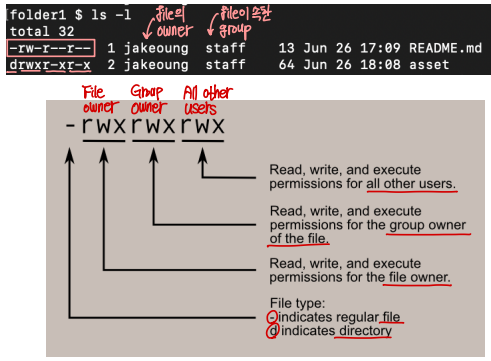 folder1 $ ls -l
file의 owner
file이 속한 group
total 32
-rw-r--r-- 1 jakeoung staff 13 Jun 26 17:09 README.md
drwxr-xr-x 2 jakeoung staff 64 Jun 26 18:08 asset
File owner
Group owner
All other users
-rwxrwxrwx
Read, write, and execute
permissions for all other users.
Read, write, and execute
permissions for the group owner
of the file.
Read, write, and execute
permissions for the file owner.
File type:
- indicates regular file
d indicates directory